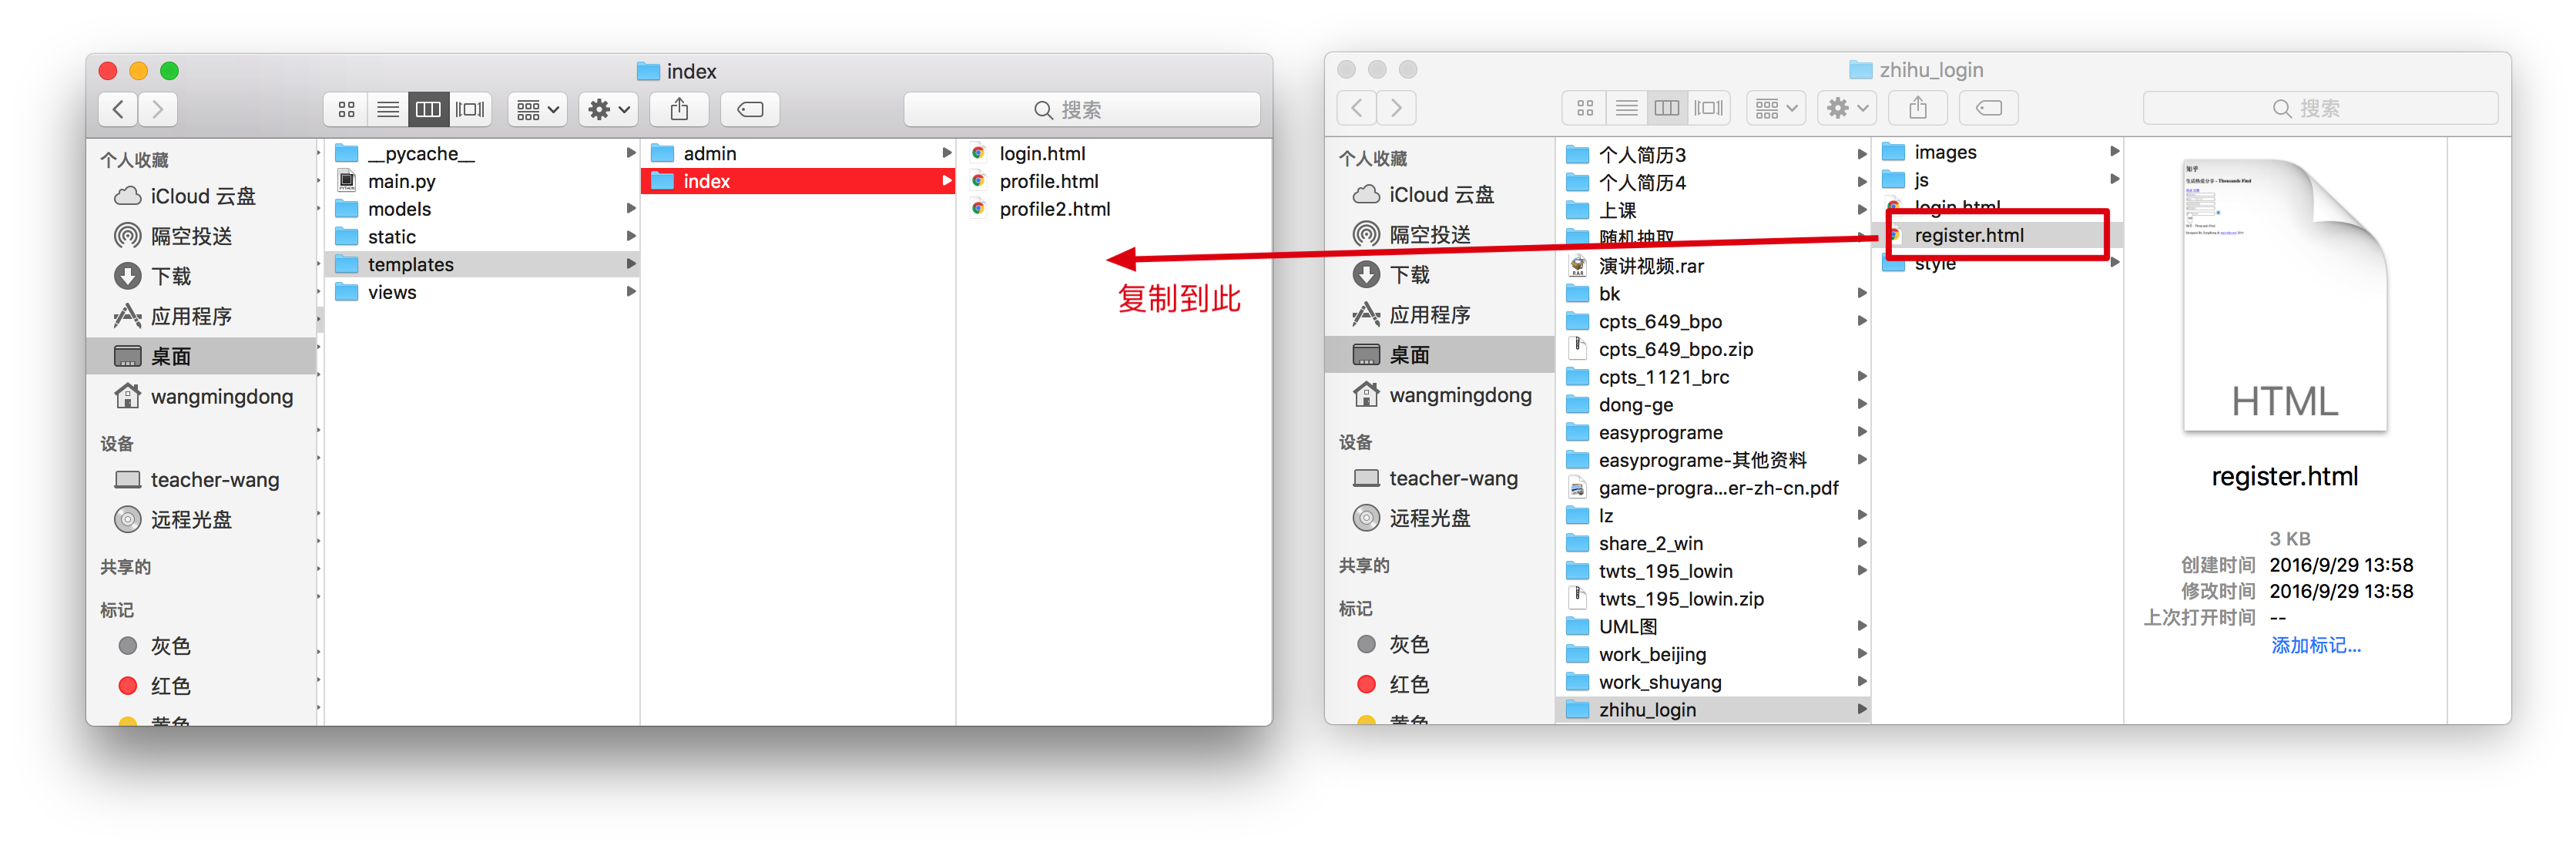 index
搜索
个人收藏
iCloud 云盘
隔空投送
下载
应用程序
桌面
wangmingdong
设备
teacher-wang
远程光盘
共享的
标记
灰色
红色
黄色
__pycache__
main.py
models
static
templates
views
admin
index
login.html
profile.html
profile2.html
复制到此
zhihu_login
搜索
个人收藏
iCloud 云盘
隔空投送
下载
应用程序
桌面
wangmingdong
设备
teacher-wang
远程光盘
共享的
标记
灰色
红色
黄色
个人简历3
个人简历4
上课
随机抽取
演讲视频.rar
bk
cpts_649_bpo
cpts_649_bpo.zip
cpts_1121_brc
dong-ge
easyprograme
easyprograme-其他资料
game-progra...er-zh-cn.pdf
lz
share_2_win
twts_195_lowin
twts_195_lowin.zip
UML图
work_beijing
work_shuyang
zhihu_login
images
js
login.html
register.html
style
HTML
register.html
3 KB
创建时间 2016/9/29 13:58
修改时间 2016/9/29 13:58
上次打开时间 --
添加标记...